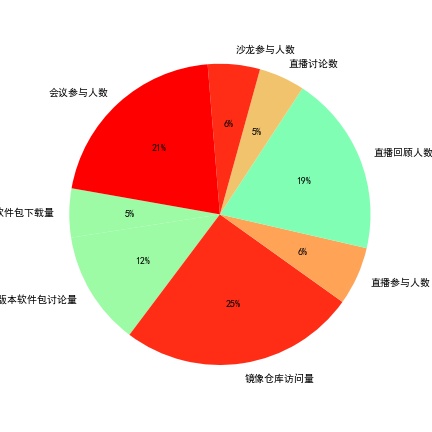 沙龙参与人数
直播讨论数
会议参与人数
6%
5%
21%
直播回顾人数
19%
软件包下载量
5%
6%
直播参与人数
12%
版本软件包讨论量
25%
镜像仓库访问量